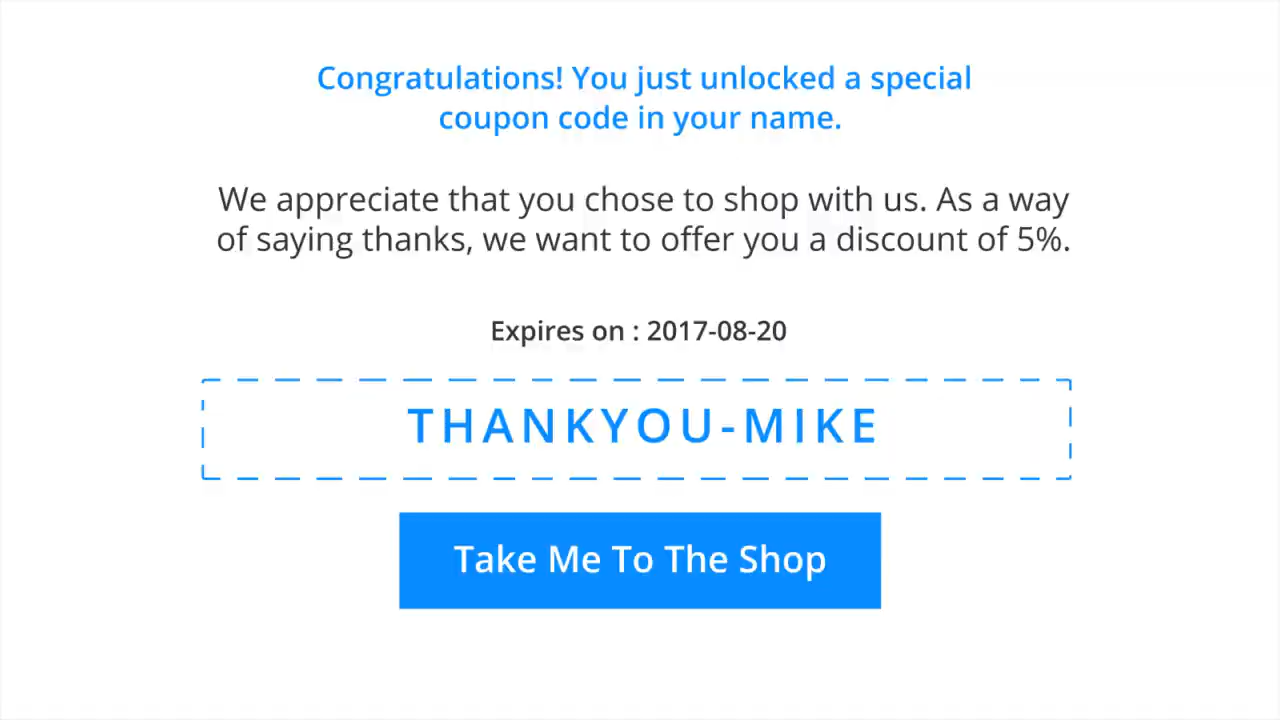 Congratulations! You just unlocked a special
coupon code in your name.
We appreciate that you chose to shop with us. As a way
of saying thanks, we want to offer you a discount of 5%.
Expires on : 2017-08-20
THANKYOU-MIKE
Take Me To The Shop